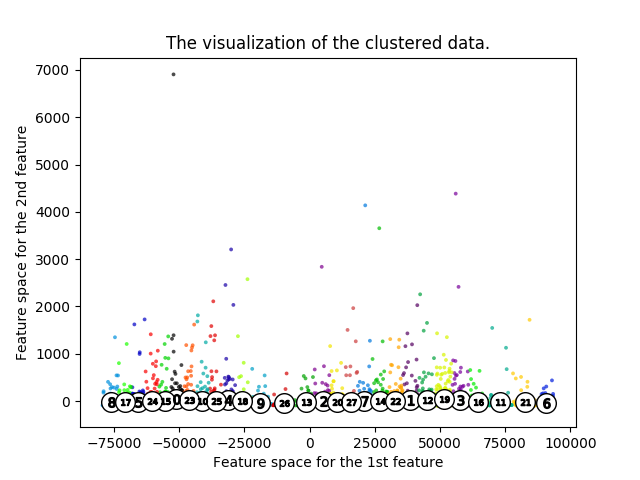 The visualization of the clustered data.
7000
6000
5000
4000
3000
2000
1000
0
Feature space for the 2nd feature
8 17 5 24 15 0 23 10 25 4 18 9 26 13 2 20 27 7 14 22 1 12 19 3 16 11 21 6
−75000 −50000 −25000 0 25000 50000 75000 100000
Feature space for the 1st feature